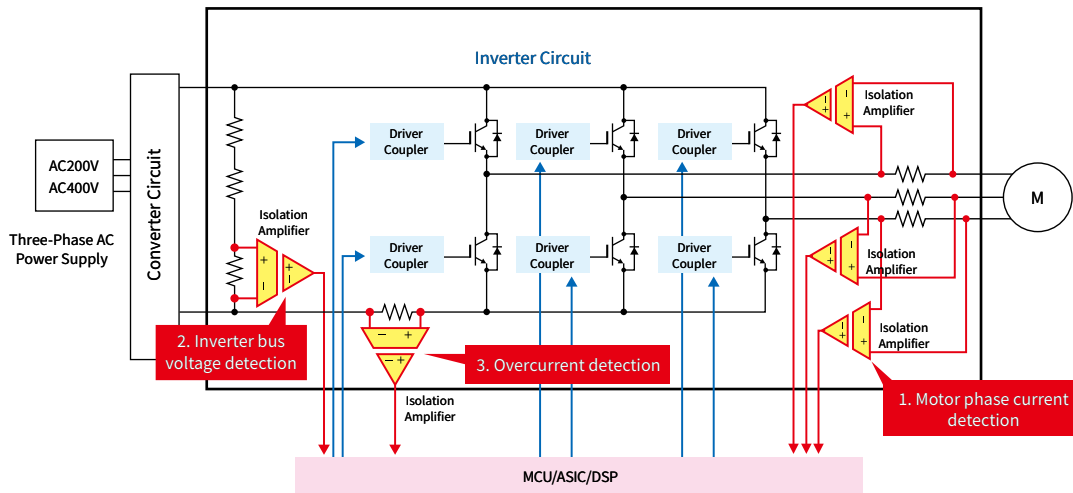 Inverter Circuit
Isolation
Amplifier
Driver
Coupler
Driver
Coupler
Driver
Coupler
AC200V
AC400V
Converter Circuit
M
Three-Phase AC
Power Supply
Isolation
Amplifier
Driver
Coupler
Driver
Coupler
Driver
Coupler
Isolation
Amplifier
2. Inverter bus
voltage detection
Isolation
Amplifier
3. Overcurrent detection
1. Motor phase current
detection
Isolation
Amplifier
MCU/ASIC/DSP